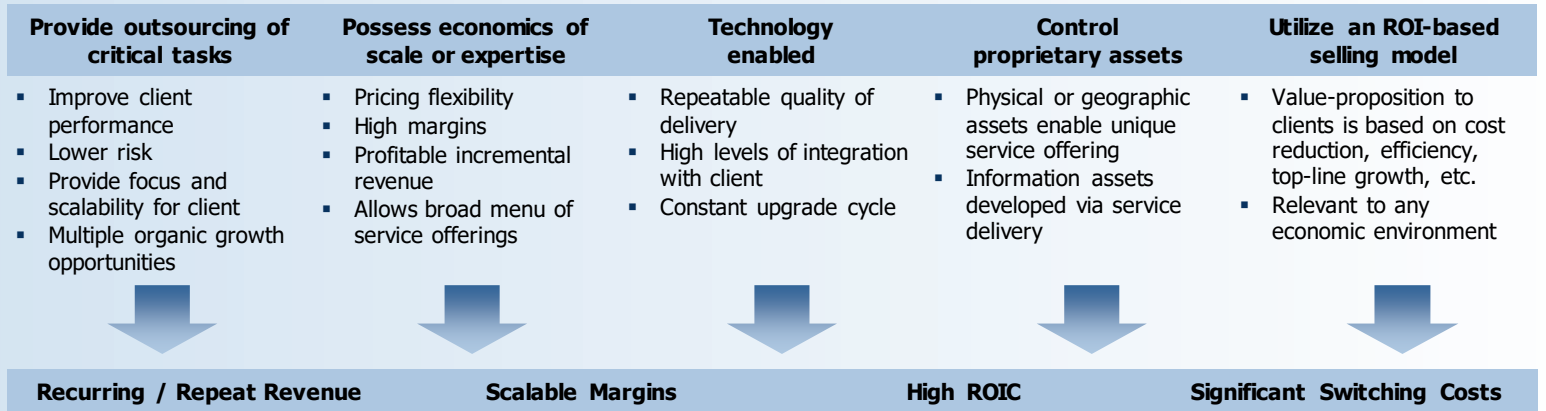 Provide outsourcing of
critical tasks
Possess economics of
scale or expertise
Technology
enabled
Control
proprietary assets
Utilize an ROI-based
selling model
▪ Improve client
performance
▪ Lower risk
▪ Provide focus and
scalability for client
▪ Multiple organic growth
opportunities
▪ Pricing flexibility
▪ High margins
▪ Profitable incremental
revenue
▪ Allows broad menu of
service offerings
▪ Repeatable quality of
delivery
▪ High levels of integration
with client
▪ Constant upgrade cycle
▪ Physical or geographic
assets enable unique
service offering
▪ Information assets
developed via service
delivery
▪ Value-proposition to
clients is based on cost
reduction, efficiency,
top-line growth, etc.
▪ Relevant to any
economic environment
Recurring / Repeat Revenue
Scalable Margins
High ROIC
Significant Switching Costs